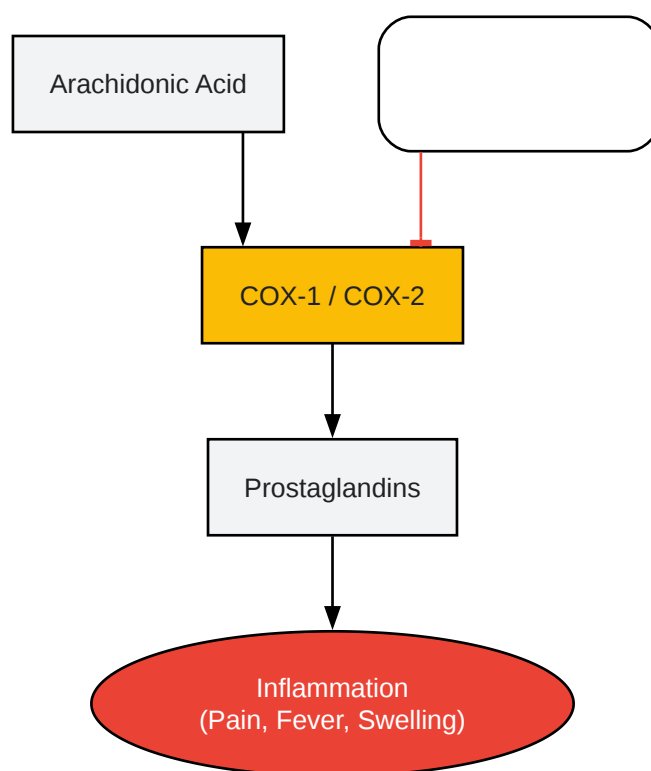 Arachidonic Acid
COX-1 / COX-2
Prostaglandins
Inflammation
(Pain, Fever, Swelling)